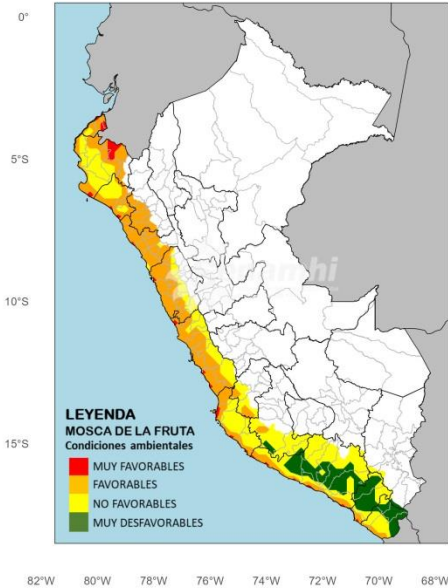 0°
5°S
10°S
senamhi
15°S
LEYENDA
MOSCA DE LA FRUTA
Condiciones ambientales
MUY FAVORABLES
FAVORABLES
NO FAVORABLES
MUY DESFAVORABLES
82°W 80°W 78°W 76°W 74°W 72°W 70°W 68°W